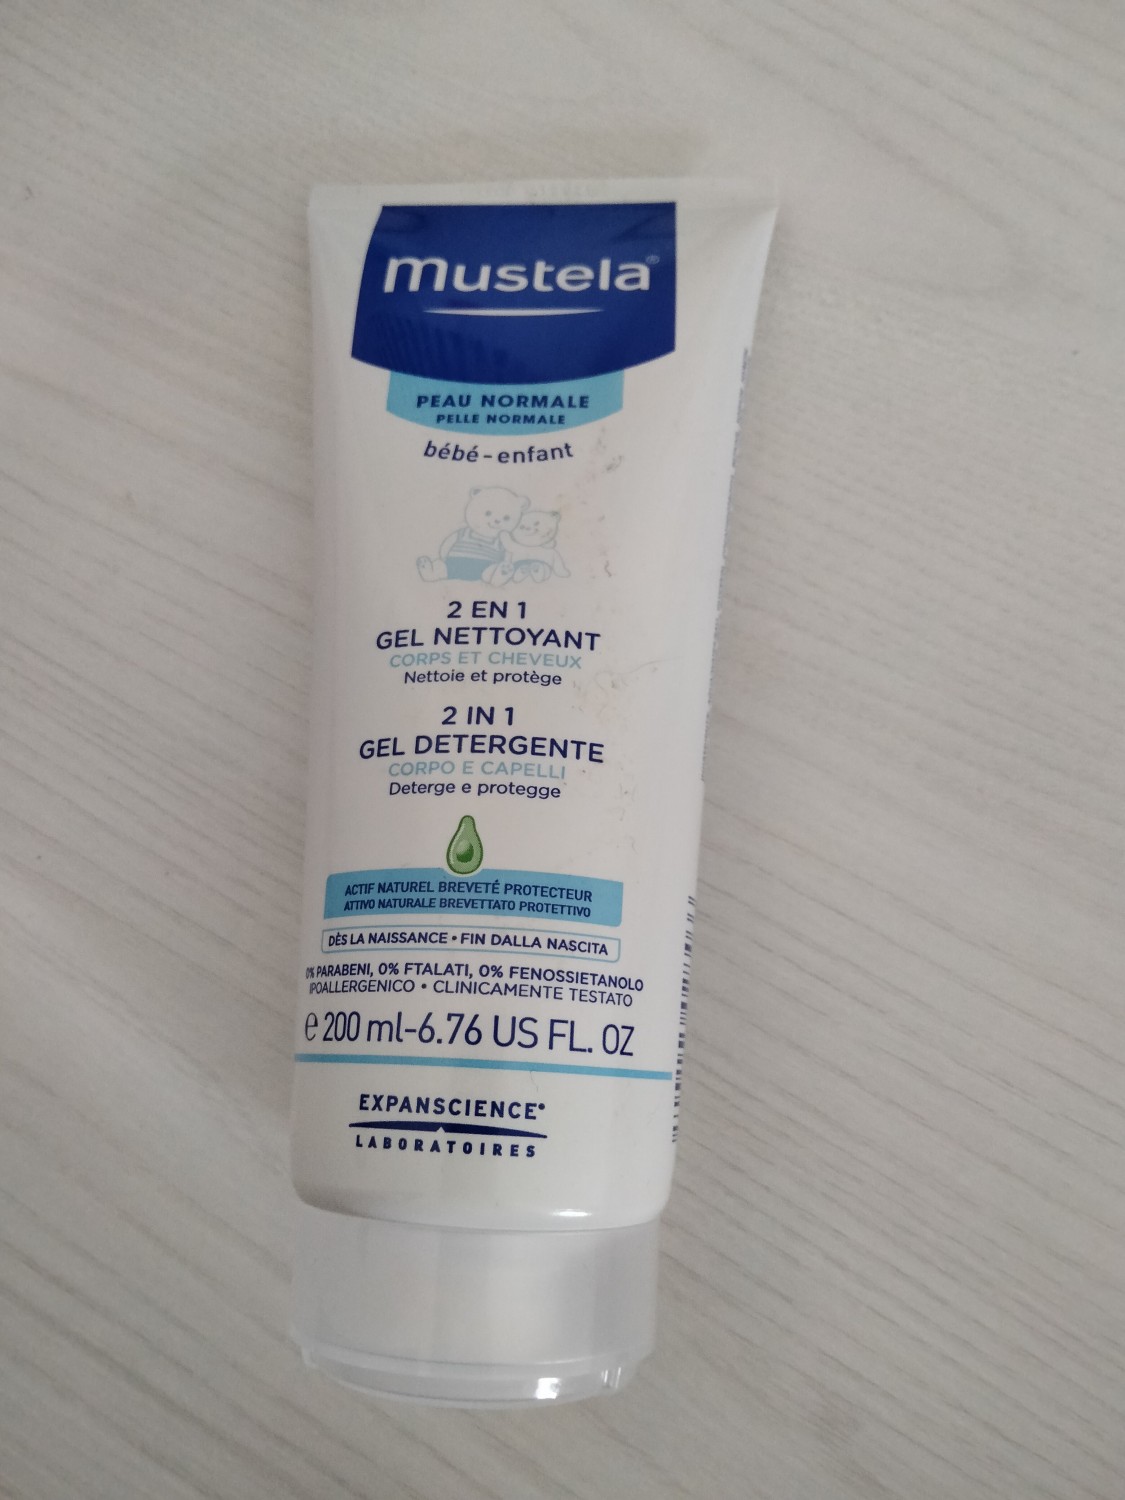 mustela®
PEAU NORMALE
PELLE NORMALE
bébé-enfant
2 EN 1
GEL NETTOYANT
CORPS ET CHEVEUX
Nettoie et protège
2 IN 1
GEL DETERGENTE
CORPO E CAPELLI
Deterge e protegge
ACTIF NATUREL BREVETÉ PROTECTEUR
ATTIVO NATURALE BREVETTATO PROTETTIVO
DÈS LA NAISSANCE • FIN DALLA NASCITA
0% PARABENI, 0% FTALATI, 0% FENOSSIETANOLO
IPOALLERGENICO • CLINICAMENTE TESTATO
e 200 ml-6.76 US FL. OZ
EXPANSCIENCE®
LABORATOIRES